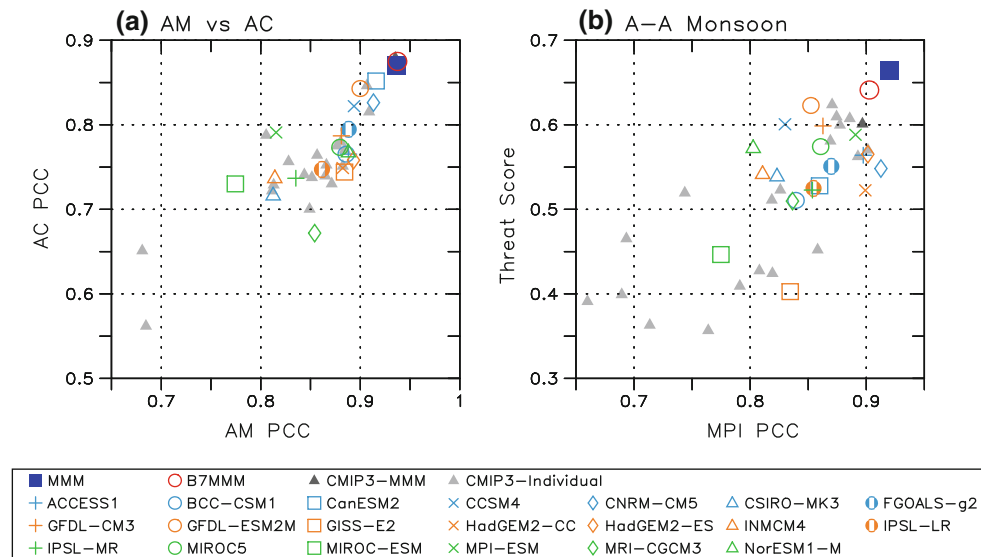 (a) AM vs AC
(b) A-A Monsoon
0.9
0.8
0.7
0.6
0.5
AC PCC
0.7
0.8
0.9
1
AM PCC
0.7
0.6
0.5
0.4
0.3
Threat Score
0.7
0.8
0.9
MPI PCC
MMM B7MMM CMIP3-MMM CMIP3-Individual
ACCESS1 BCC-CSM1 CanESM2 CCSM4 CNRM-CM5 CSIRO-MK3 FGOALS-g2
GFDL-CM3 GFDL-ESM2M GISS-E2 HadGEM2-CC HadGEM2-ES INMCM4 IPSL-LR
IPSL-MR MIROC5 MIROC-ESM MPI-ESM MRI-CGCM3 NorESM1-M